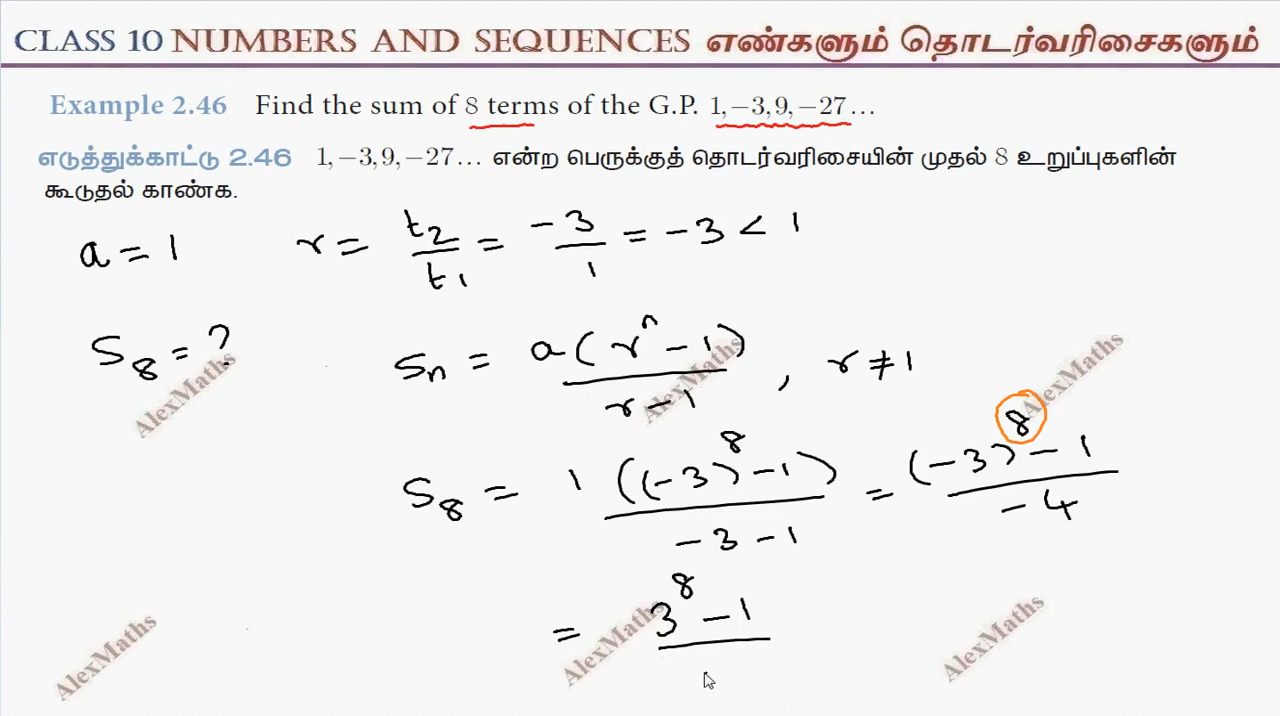 CLASS 10 NUMBERS AND SEQUENCES எண்களும் தொடர்வரிசைகளும்
Example 2.46 Find the sum of 8 terms of the G.P. 1,−3,9,−27…
எடுத்துக்காட்டு 2.46 1,−3,9,−27… என்ற பெருக்குத் தொடர்வரிசையின் முதல் 8 உறுப்புகளின்
கூடுதல் காண்க.
a = 1 r = t₂/t₁ = −3/1 = −3 < 1
S₈ = ? Sₙ = a(rⁿ − 1)/(r − 1) , r ≠ 1
AlexMaths AlexMaths AlexMaths
S₈ = 1((−3)⁸ − 1)/(−3 − 1) = ((−3)⁸ − 1)/(−4)
= 3⁸ − 1
AlexMaths AlexMaths AlexMaths